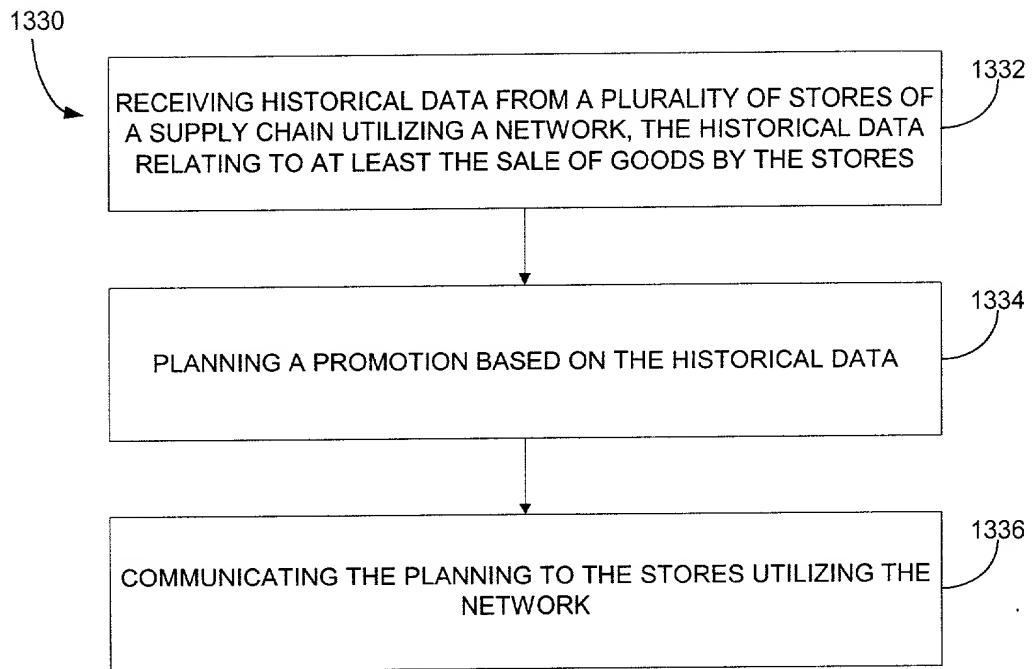 1330
1332
RECEIVING HISTORICAL DATA FROM A PLURALITY OF STORES OF
A SUPPLY CHAIN UTILIZING A NETWORK, THE HISTORICAL DATA
RELATING TO AT LEAST THE SALE OF GOODS BY THE STORES
1334
PLANNING A PROMOTION BASED ON THE HISTORICAL DATA
1336
COMMUNICATING THE PLANNING TO THE STORES UTILIZING THE
NETWORK